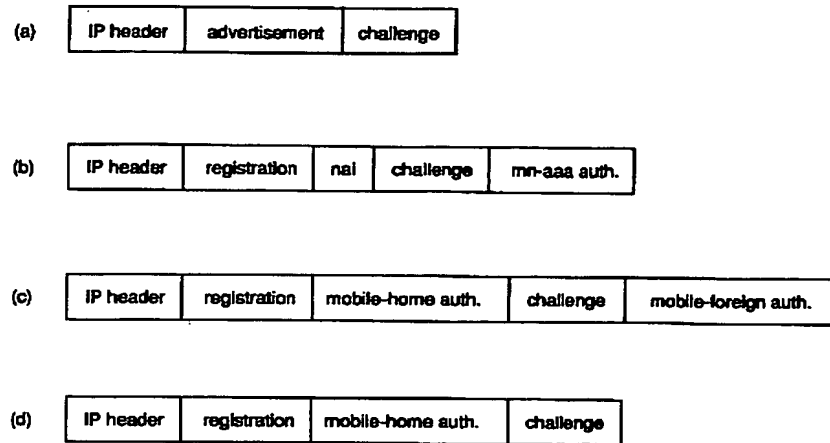 (a) IP header advertisement challenge
(b) IP header registration nai challenge mn-aaa auth.
(c) IP header registration mobile-home auth. challenge mobile-foreign auth.
(d) IP header registration mobile-home auth. challenge